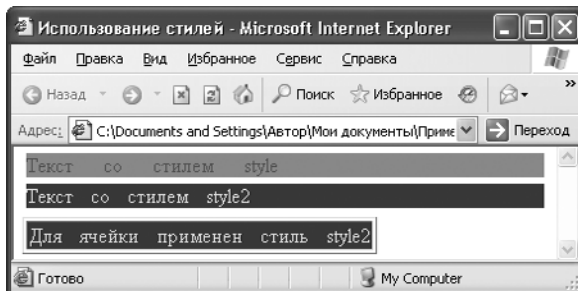 Использование стилей - Microsoft Internet Explorer
Файл Правка Вид Избранное Сервис Справка
Назад Поиск Избранное »
Адрес: C:\Documents and Settings\Автор\Мои документы\Приме Переход
Текст со стилем style
Текст со стилем style2
Для ячейки применен стиль style2
Готово My Computer